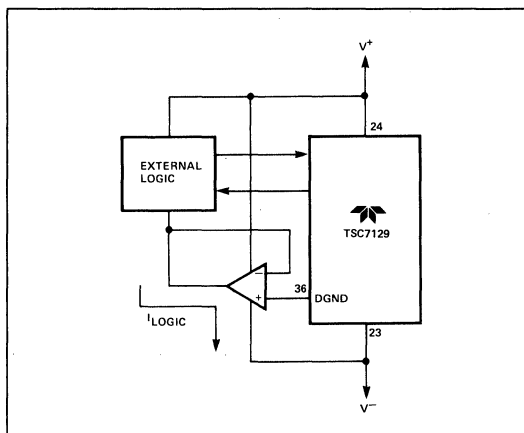 V+
24
EXTERNAL
LOGIC
TSC7129
−
+
36
DGND
ILOGIC
23
V−